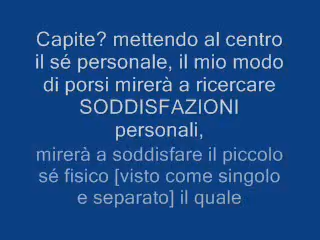 Capite? mettendo al centro
il sé personale, il mio modo
di porsi mirerà a ricercare
SODDISFAZIONI
personali,
mirerà a soddisfare il piccolo
sé fisico [visto come singolo
e separato] il quale